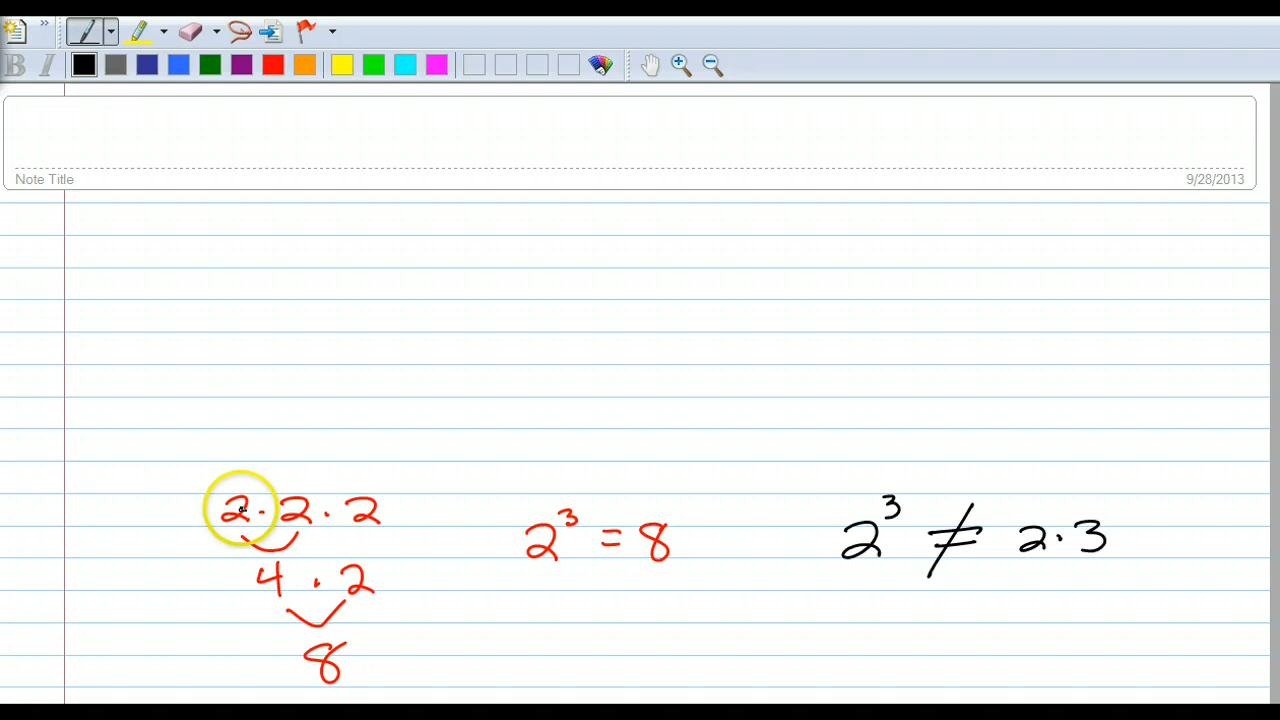 B I
Note Title 9/28/2013
2 · 2 · 2
4 · 2
8
2³ = 8
2³ ≠ 2 · 3